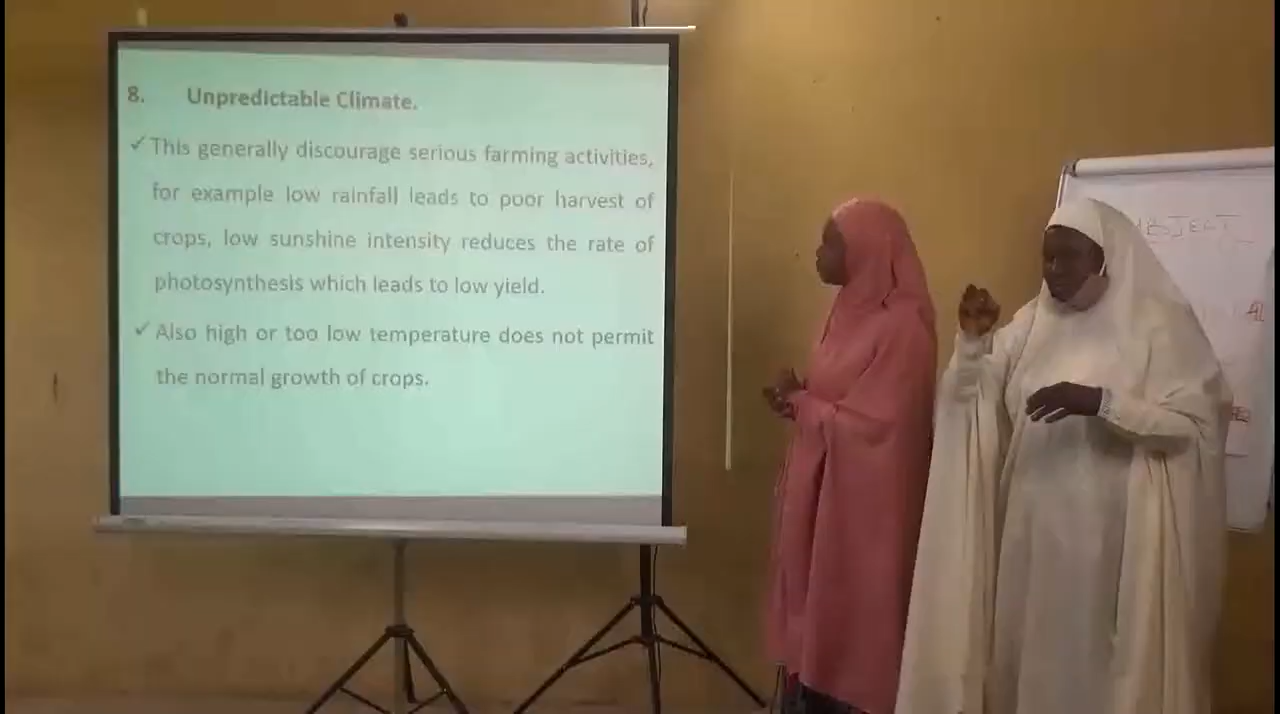 8. Unpredictable Climate.
✓ This generally discourage serious farming activities,
for example low rainfall leads to poor harvest of
crops, low sunshine intensity reduces the rate of
photosynthesis which leads to low yield.
✓ Also high or too low temperature does not permit
the normal growth of crops.